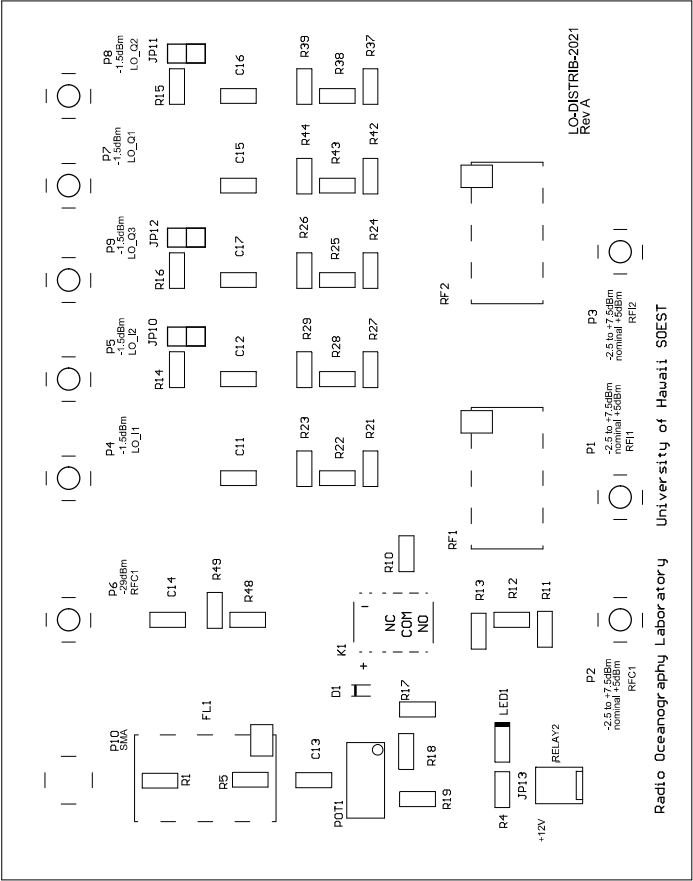 P8
-1.5dBm
LO_Q2
JP11
R15
C16
R39
R38
R37
LO-DISTRIB-2021
Rev A
P7
-1.5dBm
LO_Q1
C15
R44
R43
R42
P9
-1.5dBm
LO_Q3
JP12
R16
C17
R26
R25
R24
RF2
P3
-2.5 to +7.5dBm
nominal +5dBm
RFI2
P5
-1.5dBm
LO_I2
JP10
R14
C12
R29
R28
R27
P4
-1.5dBm
LO_I1
C11
R23
R22
R21
RF1
P1
-2.5 to +7.5dBm
nominal +5dBm
RFI1
P6
-29dBm
RFC1
C14
R49
R48
R10
K1
NC
COM
NO
-
+
R13
R12
R11
P2
-2.5 to +7.5dBm
nominal +5dBm
RFC1
D1
R17
P10
SMA
FL1
R1
R5
C13
POT1
R18
R19
LED1
R4
JP13
RELAY2
+12V
Radio Oceanography Laboratory University of Hawaii SOEST